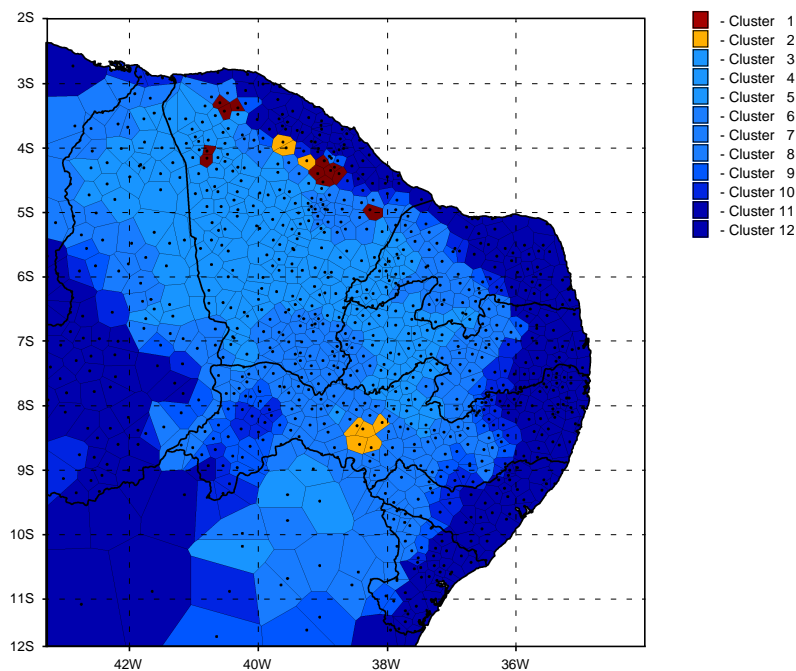 2S
3S
4S
5S
6S
7S
8S
9S
10S
11S
12S
42W 40W 38W 36W
- Cluster 1
- Cluster 2
- Cluster 3
- Cluster 4
- Cluster 5
- Cluster 6
- Cluster 7
- Cluster 8
- Cluster 9
- Cluster 10
- Cluster 11
- Cluster 12